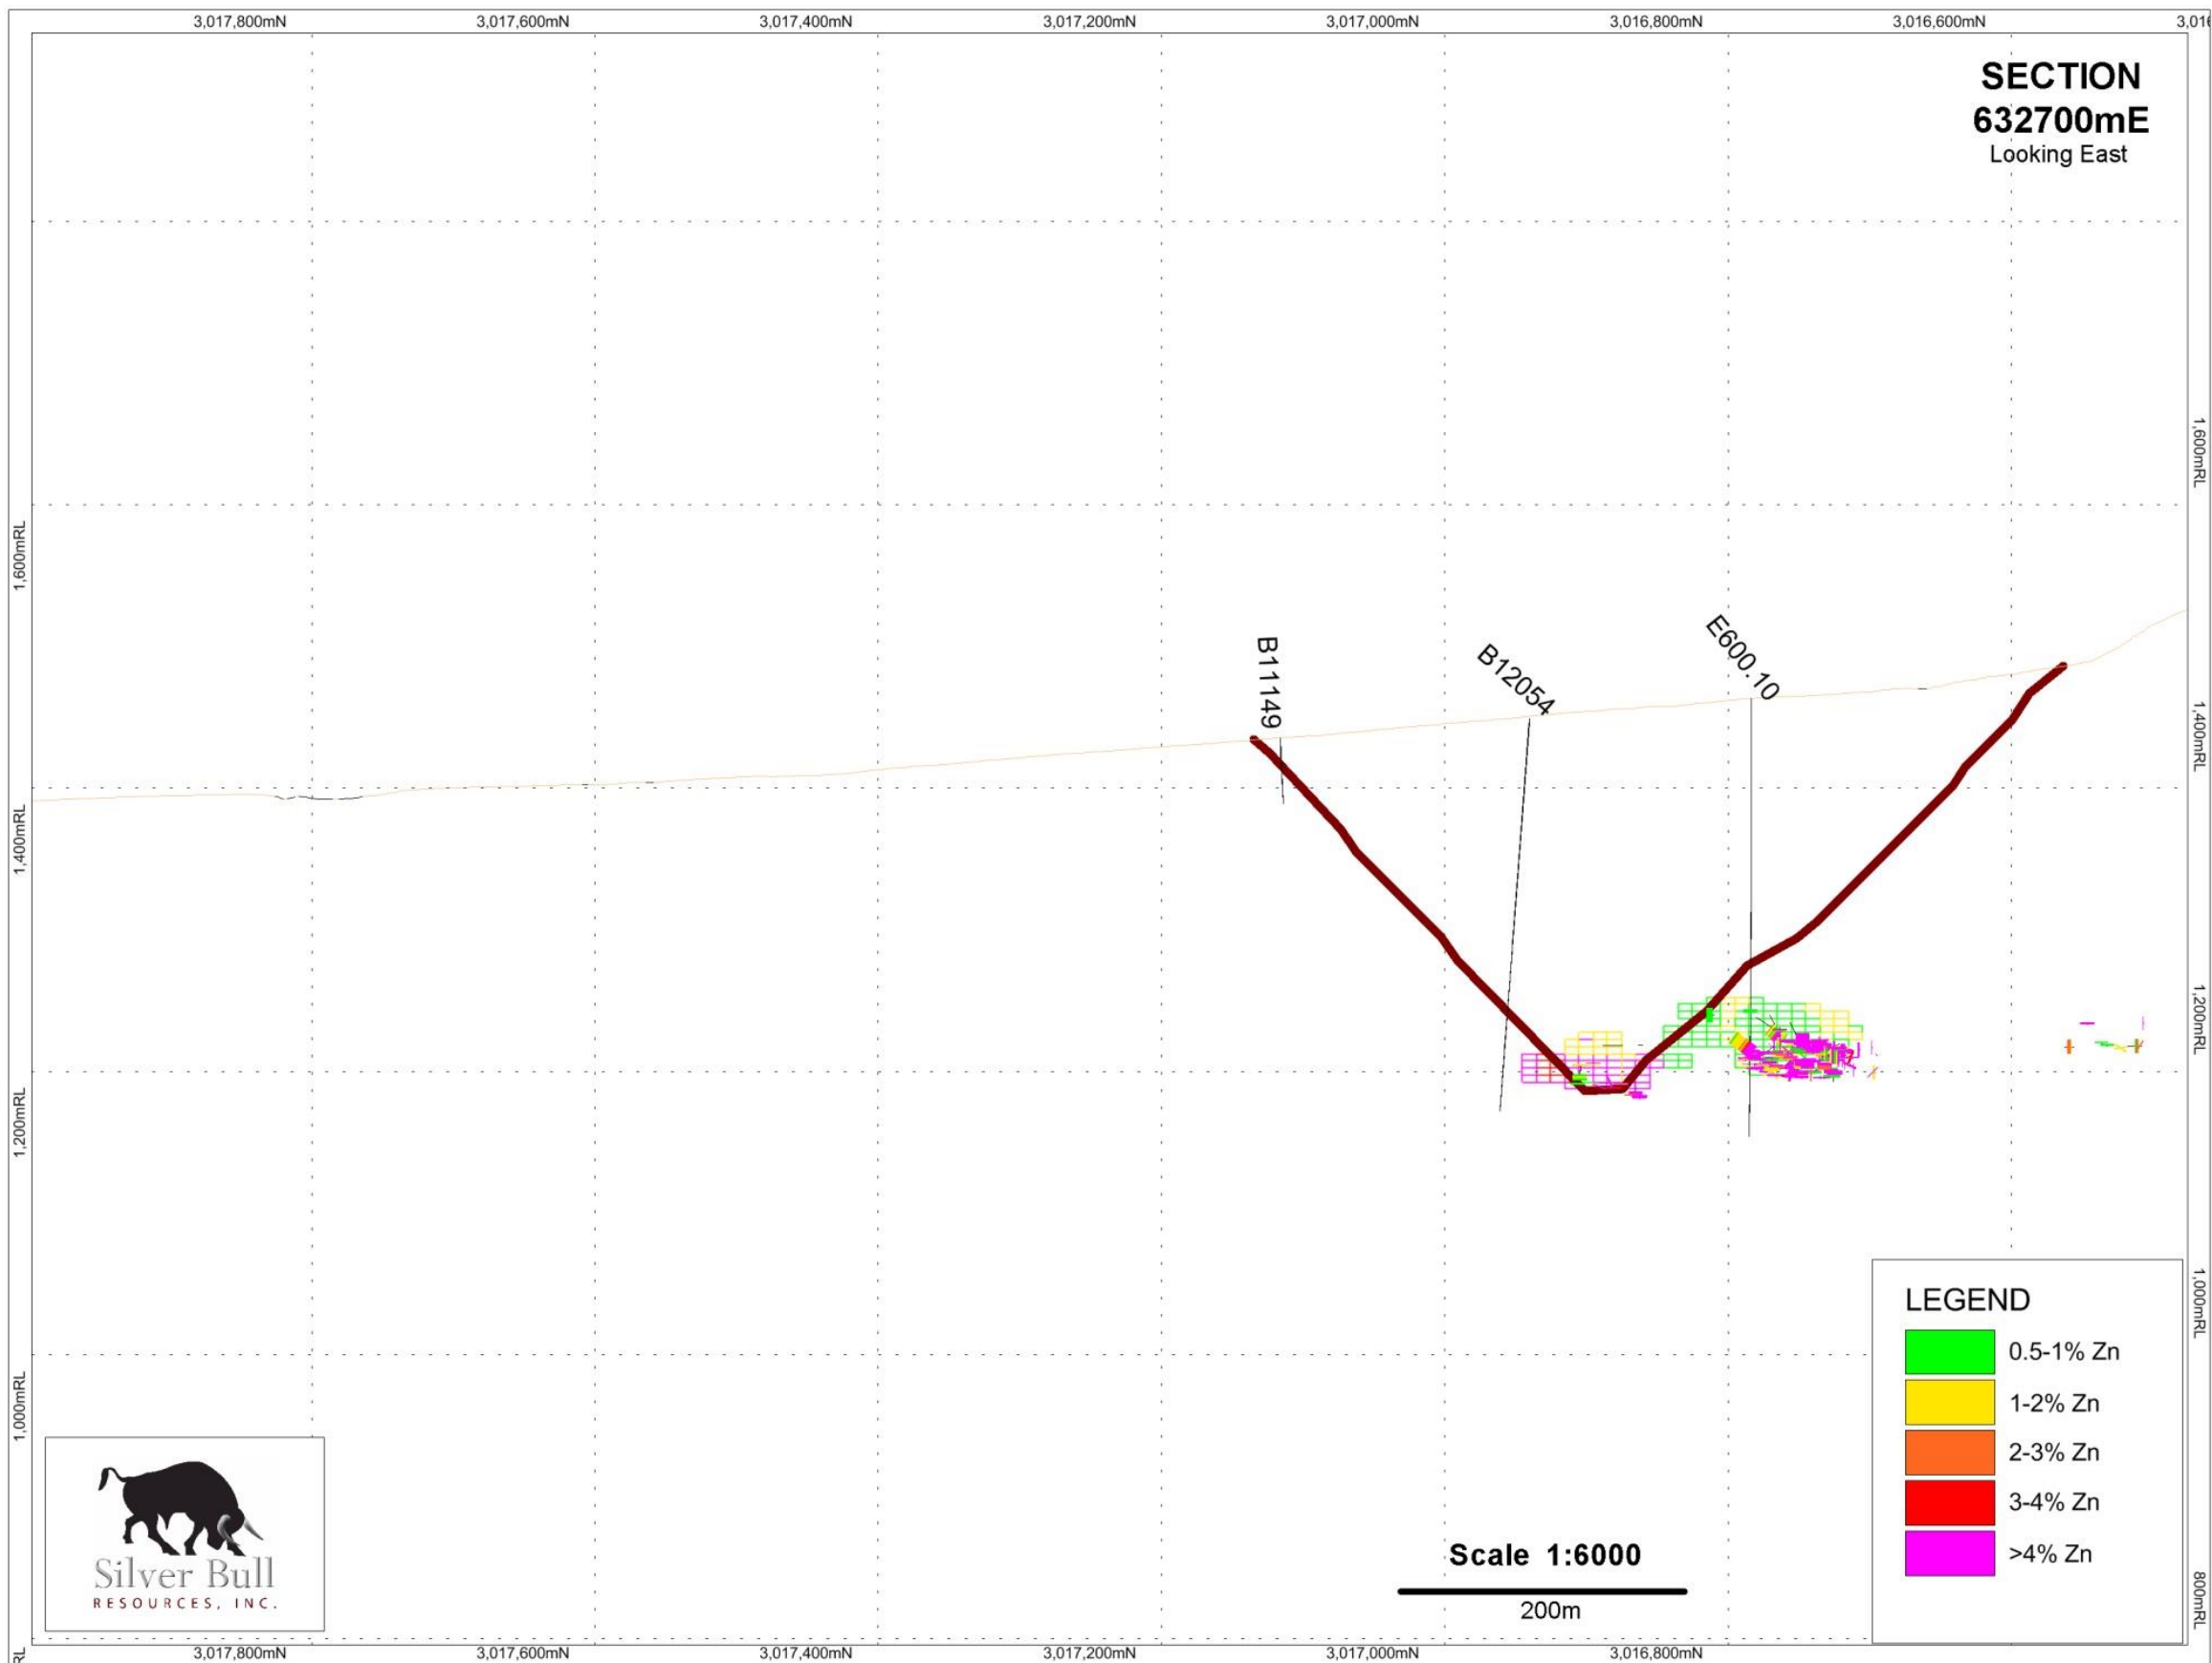 3,017,800mN
3,017,600mN
3,017,400mN
3,017,200mN
3,017,000mN
3,016,800mN
3,016,600mN
SECTION
632700mE
Looking East
1,600mRL
1,600mRL
B11149
B12054
E600.10
1,400mRL
1,400mRL
1,200mRL
1,200mRL
1,000mRL
1,000mRL
LEGEND
0.5-1% Zn
1-2% Zn
2-3% Zn
3-4% Zn
>4% Zn
Silver Bull
RESOURCES, INC.
Scale 1:6000
200m
800mRL
3,017,800mN
3,017,600mN
3,017,400mN
3,017,200mN
3,017,000mN
3,016,800mN